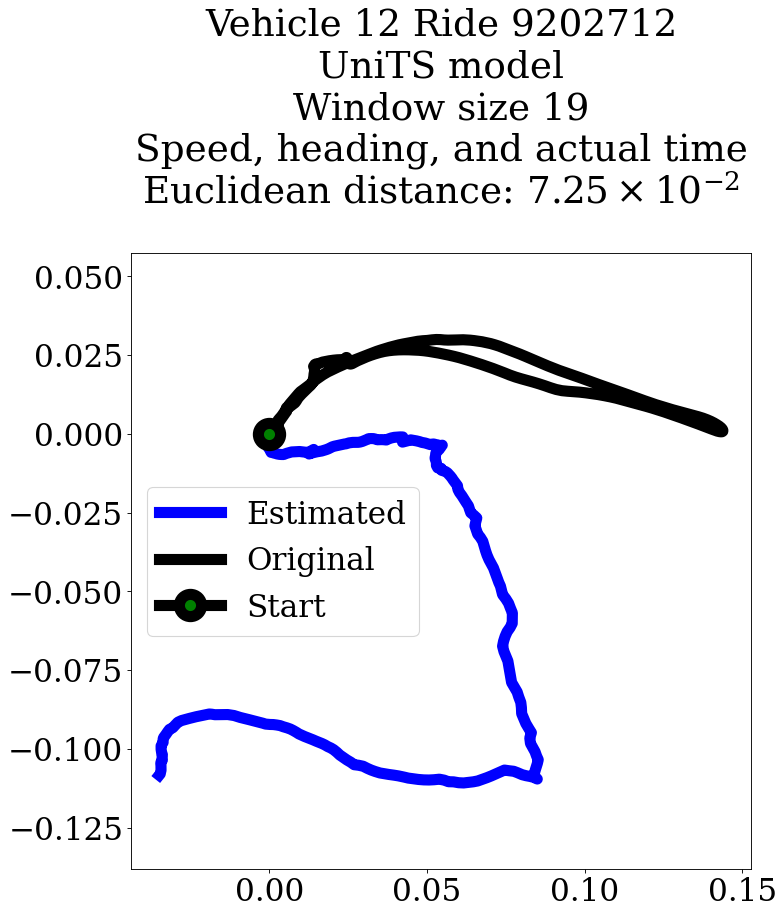 Vehicle 12 Ride 9202712
UniTS model
Window size 19
Speed, heading, and actual time
Euclidean distance: 7.25 × 10⁻²
0.050
0.025
0.000
−0.025
−0.050
−0.075
−0.100
−0.125
Estimated
Original
Start
0.00 0.05 0.10 0.15